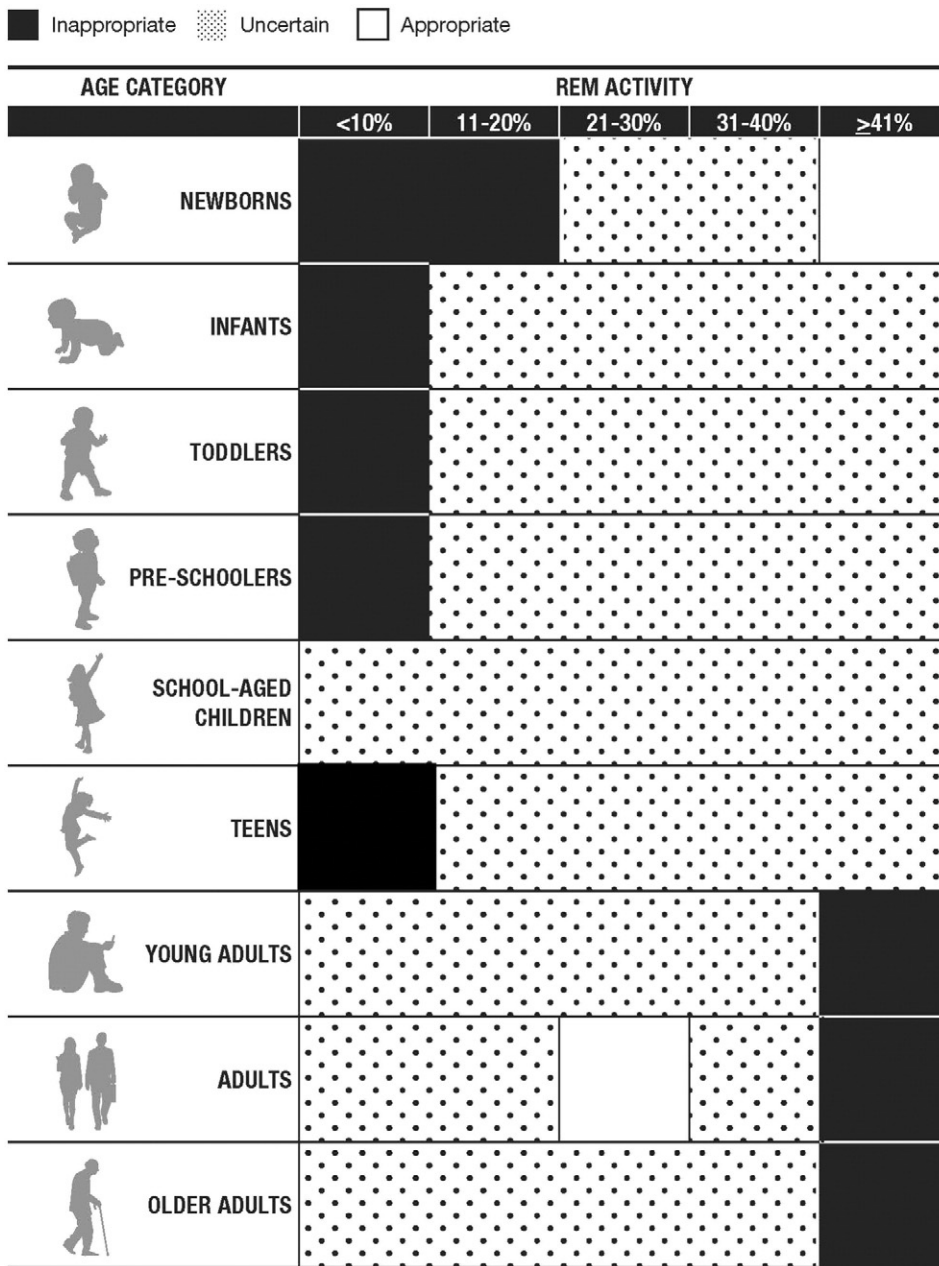 Inappropriate Uncertain Appropriate
AGE CATEGORY REM ACTIVITY
<10% 11-20% 21-30% 31-40% ≥41%
NEWBORNS
INFANTS
TODDLERS
PRE-SCHOOLERS
SCHOOL-AGED
CHILDREN
TEENS
YOUNG ADULTS
ADULTS
OLDER ADULTS